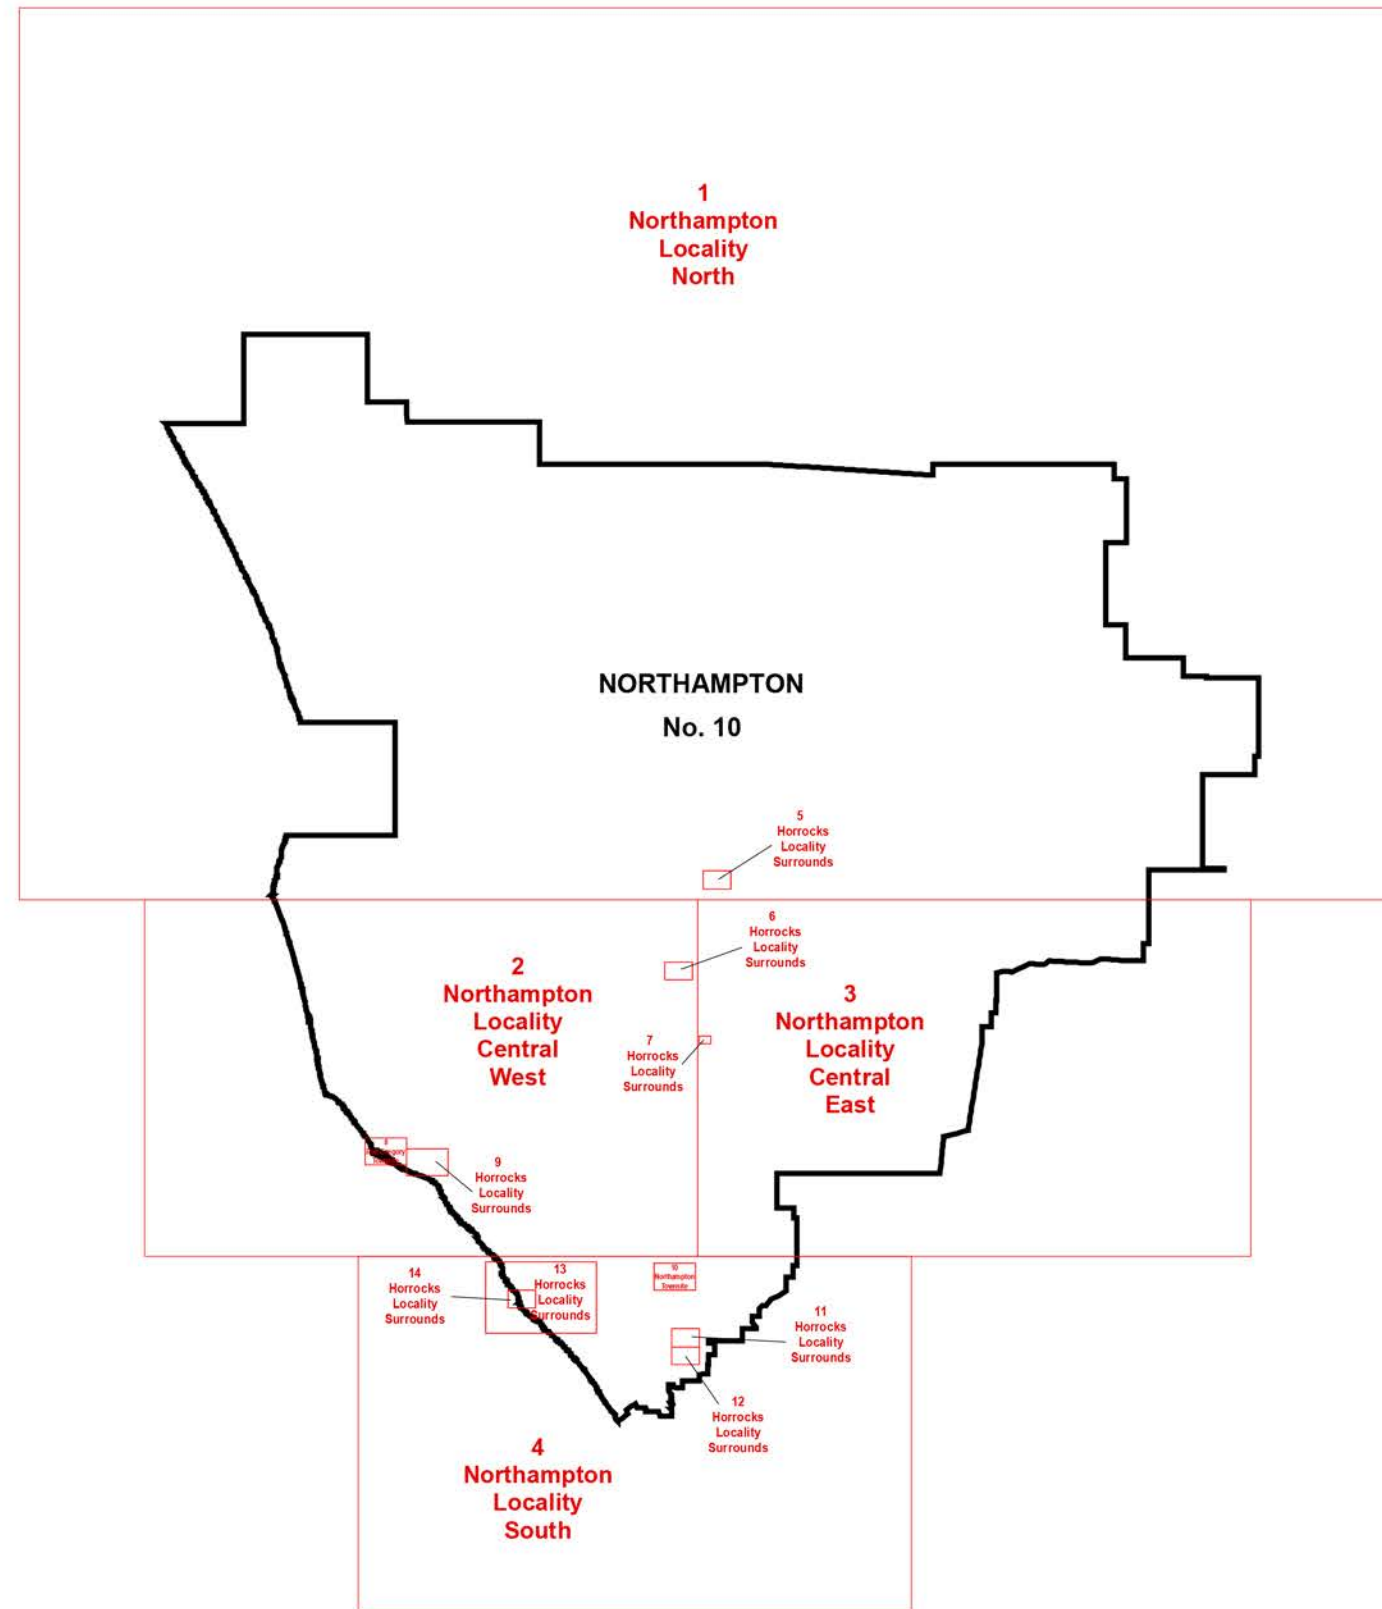 1
Northampton
Locality
North
NORTHAMPTON
No. 10
5
Horrocks
Locality
Surrounds
6
Horrocks
Locality
Surrounds
2
Northampton
Locality
Central
West
3
Northampton
Locality
Central
East
7
Horrocks
Locality
Surrounds
8
9
Horrocks
Locality
Surrounds
10
Northampton
Townsite
13
Horrocks
Locality
Surrounds
14
Horrocks
Locality
Surrounds
11
Horrocks
Locality
Surrounds
12
Horrocks
Locality
Surrounds
4
Northampton
Locality
South